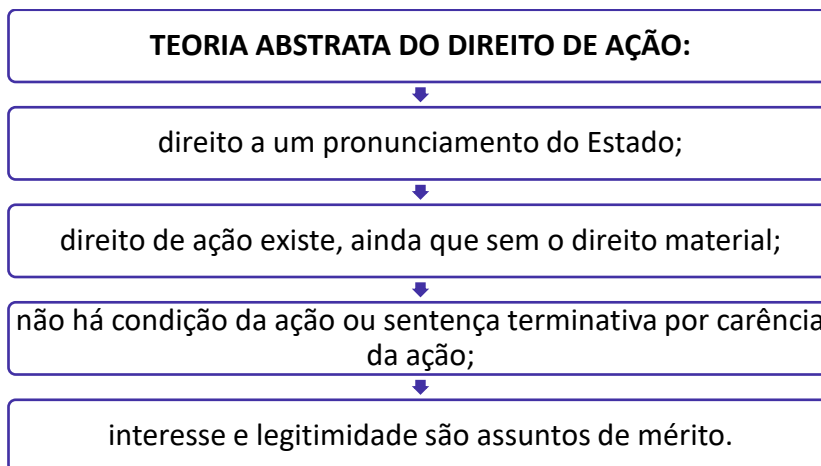 TEORIA ABSTRATA DO DIREITO DE AÇÃO:
direito a um pronunciamento do Estado;
direito de ação existe, ainda que sem o direito material;
não há condição da ação ou sentença terminativa por carência
da ação;
interesse e legitimidade são assuntos de mérito.